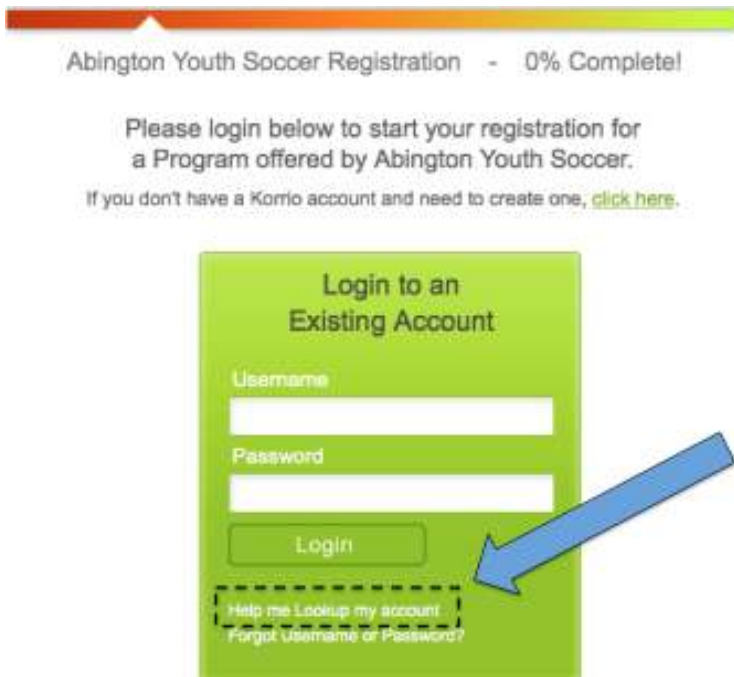 Abington Youth Soccer Registration - 0% Complete!
Please login below to start your registration for
a Program offered by Abington Youth Soccer.
If you don't have a Korrio account and need to create one, click here.
Login to an
Existing Account
Username
Password
Login
Help me Lookup my account
Forgot Username or Password?